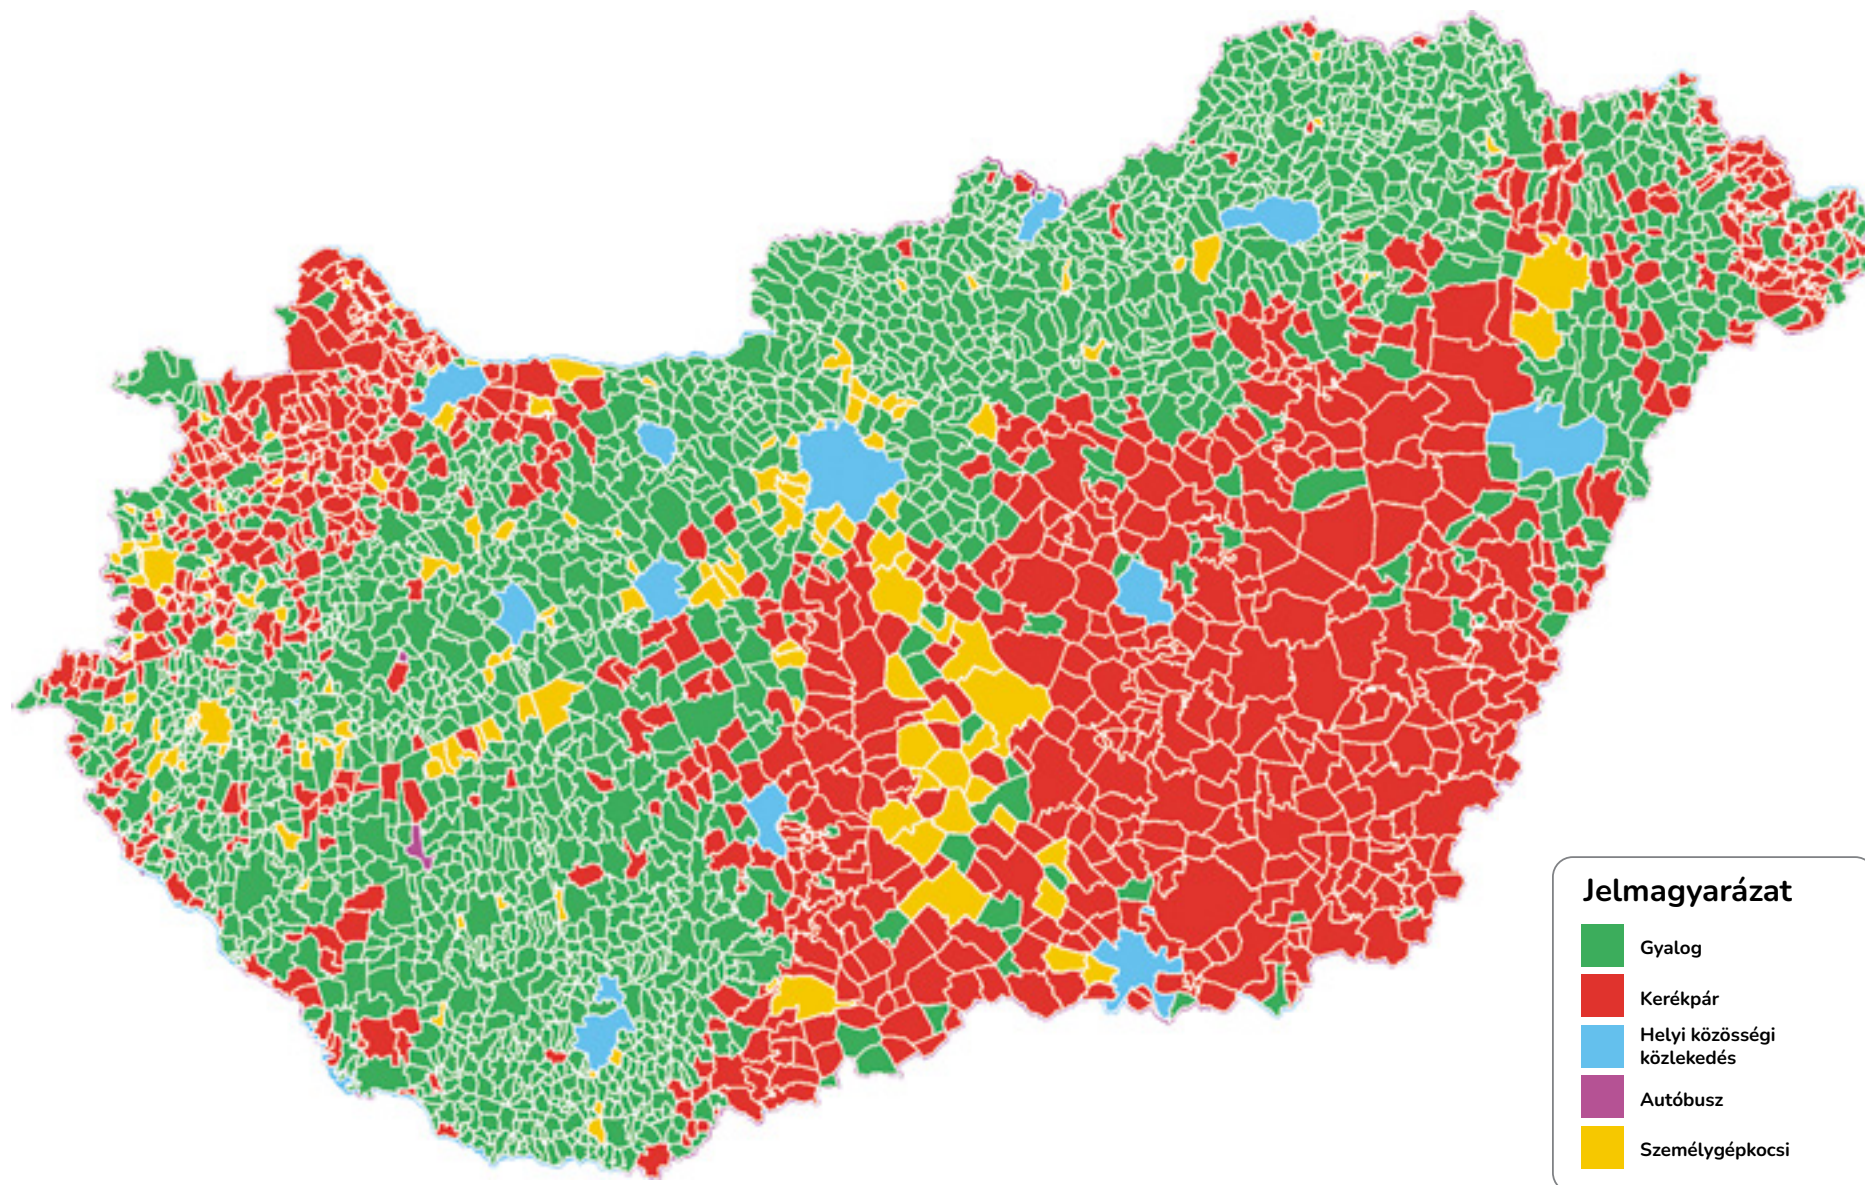 Jelmagyarázat
Gyalog
Kerékpár
Helyi közösségi
közlekedés
Autóbusz
Személygépkocsi